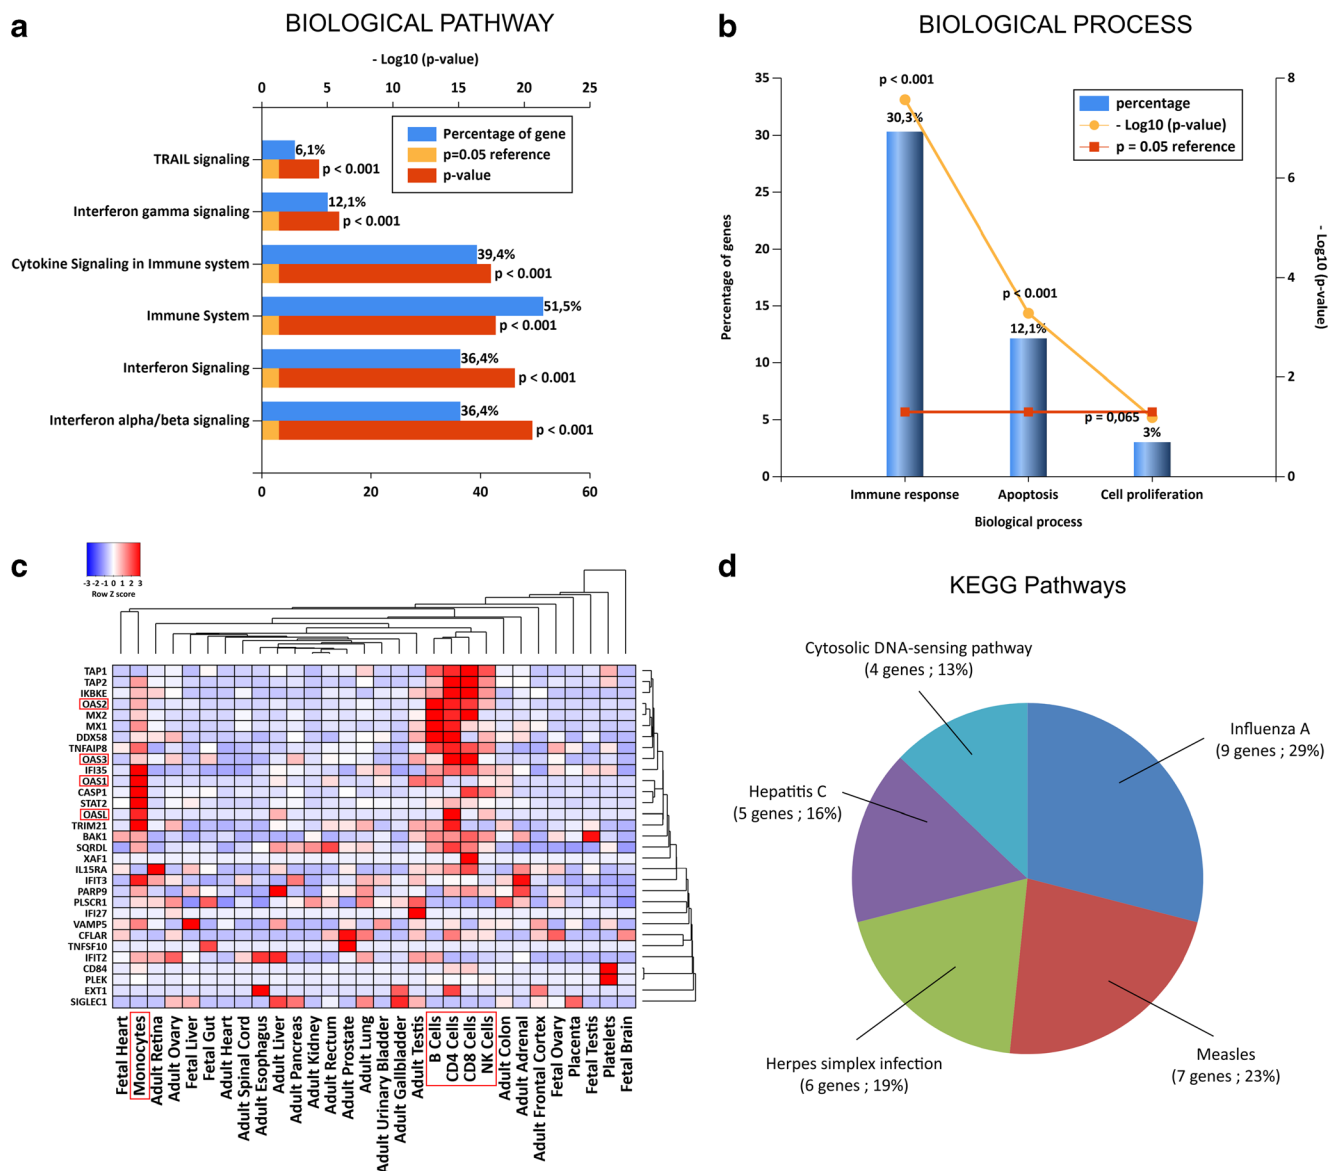 a
BIOLOGICAL PATHWAY
- Log10 (p-value)
0 5 10 15 20 25
Percentage of gene
p=0.05 reference
p-value
TRAIL signaling
6,1%
p < 0.001
Interferon gamma signaling
12,1%
p < 0.001
Cytokine Signaling in Immune system
39,4%
p < 0.001
Immune System
51,5%
p < 0.001
Interferon Signaling
36,4%
p < 0.001
Interferon alpha/beta signaling
36,4%
p < 0.001
0 20 40 60
b
BIOLOGICAL PROCESS
35
30
25
20
15
10
5
0
Percentage of genes
8
6
4
2
0
- Log10 (p-value)
percentage
- Log10 (p-value)
p = 0.05 reference
p < 0.001
30,3%
p < 0.001
12,1%
p = 0,065
3%
Immune response
Apoptosis
Cell proliferation
Biological process
c
-3 -2 -1 0 1 2 3
Row Z score
TAP1
TAP2
IKBKE
OAS2
MX2
MX1
DDX58
TNFAIP8
OAS3
IFI35
OAS1
CASP1
STAT2
OASL
TRIM21
BAK1
SQRDL
XAF1
IL15RA
IFIT3
PARP9
PLSCR1
IFI27
VAMP5
CFLAR
TNFSF10
IFIT2
CD84
PLEK
EXT1
SIGLEC1
Fetal Heart
Monocytes
Adult Retina
Adult Ovary
Fetal Liver
Fetal Gut
Adult Heart
Adult Spinal Cord
Adult Esophagus
Adult Liver
Adult Pancreas
Adult Kidney
Adult Rectum
Adult Prostate
Adult Lung
Adult Urinary Bladder
Adult Gallbladder
Adult Testis
B Cells
CD4 Cells
CD8 Cells
NK Cells
Adult Colon
Adult Adrenal
Adult Frontal Cortex
Fetal Ovary
Placenta
Fetal Testis
Platelets
Fetal Brain
d
KEGG Pathways
Cytosolic DNA-sensing pathway
(4 genes ; 13%)
Influenza A
(9 genes ; 29%)
Hepatitis C
(5 genes ; 16%)
Herpes simplex infection
(6 genes ; 19%)
Measles
(7 genes ; 23%)